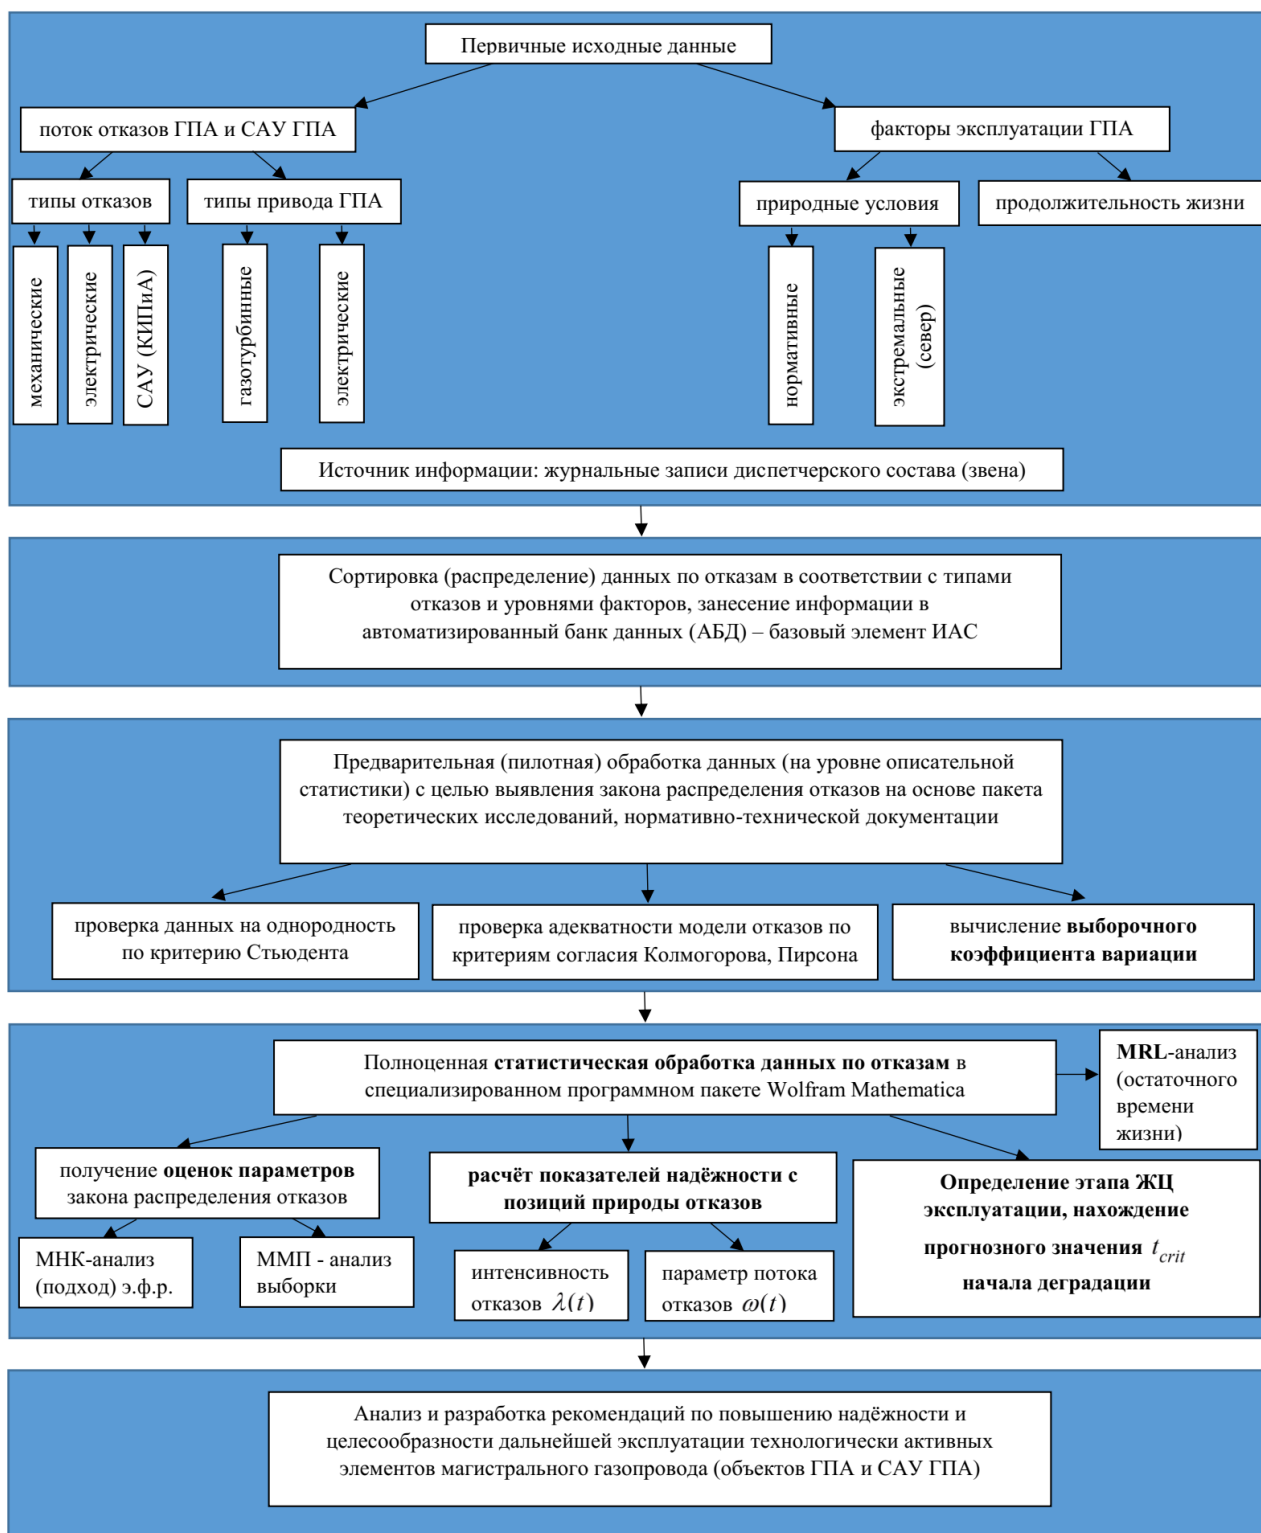 Первичные исходные данные
поток отказов ГПА и САУ ГПА
факторы эксплуатации ГПА
типы отказов
типы привода ГПА
природные условия
продолжительность жизни
механические
электрические
САУ (КИПиА)
газотурбинные
электрические
нормативные
экстремальные
(север)
Источник информации: журнальные записи диспетчерского состава (звена)
Сортировка (распределение) данных по отказам в соответствии с типами
отказов и уровнями факторов, занесение информации в
автоматизированный банк данных (АБД) – базовый элемент ИАС
Предварительная (пилотная) обработка данных (на уровне описательной
статистики) с целью выявления закона распределения отказов на основе пакета
теоретических исследований, нормативно-технической документации
проверка данных на однородность
по критерию Стьюдента
проверка адекватности модели отказов по
критериям согласия Колмогорова, Пирсона
вычисление выборочного
коэффициента вариации
Полноценная статистическая обработка данных по отказам в
специализированном программном пакете Wolfram Mathematica
MRL-анализ
(остаточного
времени
жизни)
получение оценок параметров
закона распределения отказов
расчёт показателей надёжности с
позиций природы отказов
Определение этапа ЖЦ
эксплуатации, нахождение
прогнозного значения t_crit
начала деградации
МНК-анализ
(подход) э.ф.р.
ММП - анализ
выборки
интенсивность
отказов λ(t)
параметр потока
отказов ω(t)
Анализ и разработка рекомендаций по повышению надёжности и
целесообразности дальнейшей эксплуатации технологически активных
элементов магистрального газопровода (объектов ГПА и САУ ГПА)